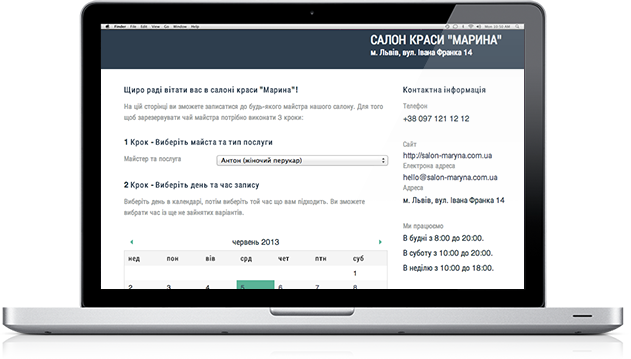 Finder File Edit View Go Window Help
САЛОН КРАСИ "МАРИНА"
м. Львів, вул. Івана Франка 14
Щиро раді вітати вас в салоні краси "Марина"!
На цій сторінці ви зможете записатися до будь-якого майстра нашого салону. Для того
щоб зарезервувати чай майстра потрібно виконати 3 кроки:
1 Крок - Виберіть майста та тип послуги
Майстер та послуга
Антон (жіночий перукар)
2 Крок - Виберіть день та час запису
Виберіть день в календарі, потім виберіть той час що вам підходить. Ви зможете
вибрати час із ще не зайнятих варіантів.
червень 2013
нед пон вів срд чет птн суб
1
2 3 4 5 6 7 8
Контактна інформація
Телефон
+38 097 121 12 12
Сайт
http://salon-maryna.com.ua
Електрона адреса
hello@salon-maryna.com.ua
Адреса
м. Львів, вул. Івана Франка 14
Ми працюємо
В будні з 8:00 до 20:00.
В суботу з 10:00 до 20:00.
В неділю з 10:00 до 18:00.